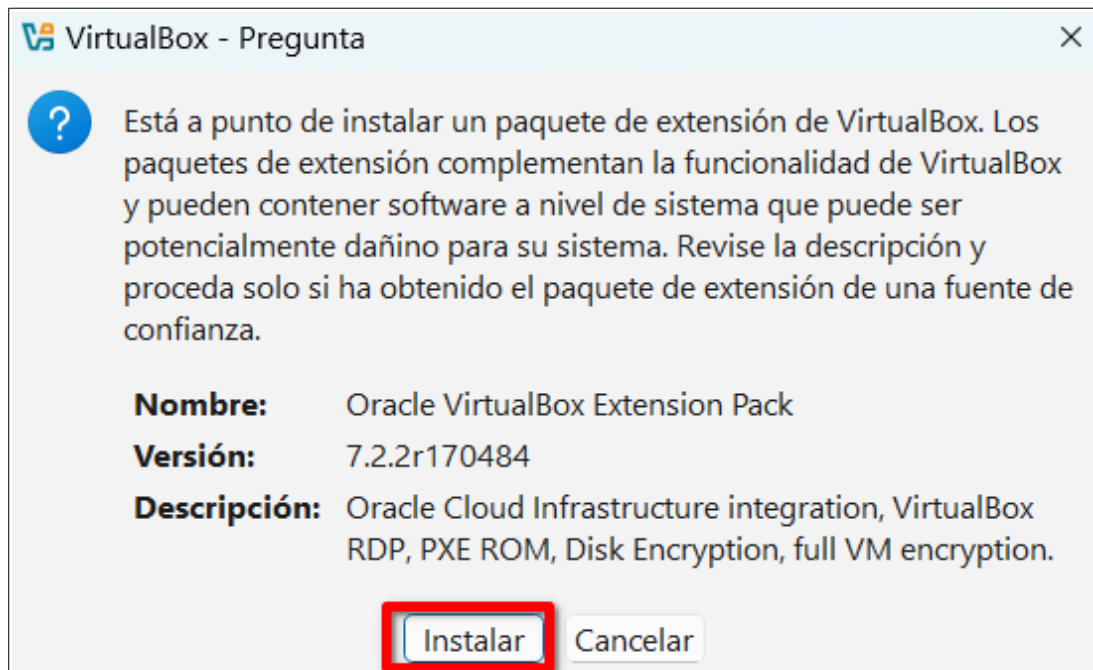 VirtualBox - Pregunta
Está a punto de instalar un paquete de extensión de VirtualBox. Los
paquetes de extensión complementan la funcionalidad de VirtualBox
y pueden contener software a nivel de sistema que puede ser
potencialmente dañino para su sistema. Revise la descripción y
proceda solo si ha obtenido el paquete de extensión de una fuente de
confianza.
Nombre: Oracle VirtualBox Extension Pack
Versión: 7.2.2r170484
Descripción: Oracle Cloud Infrastructure integration, VirtualBox
RDP, PXE ROM, Disk Encryption, full VM encryption.
Instalar Cancelar